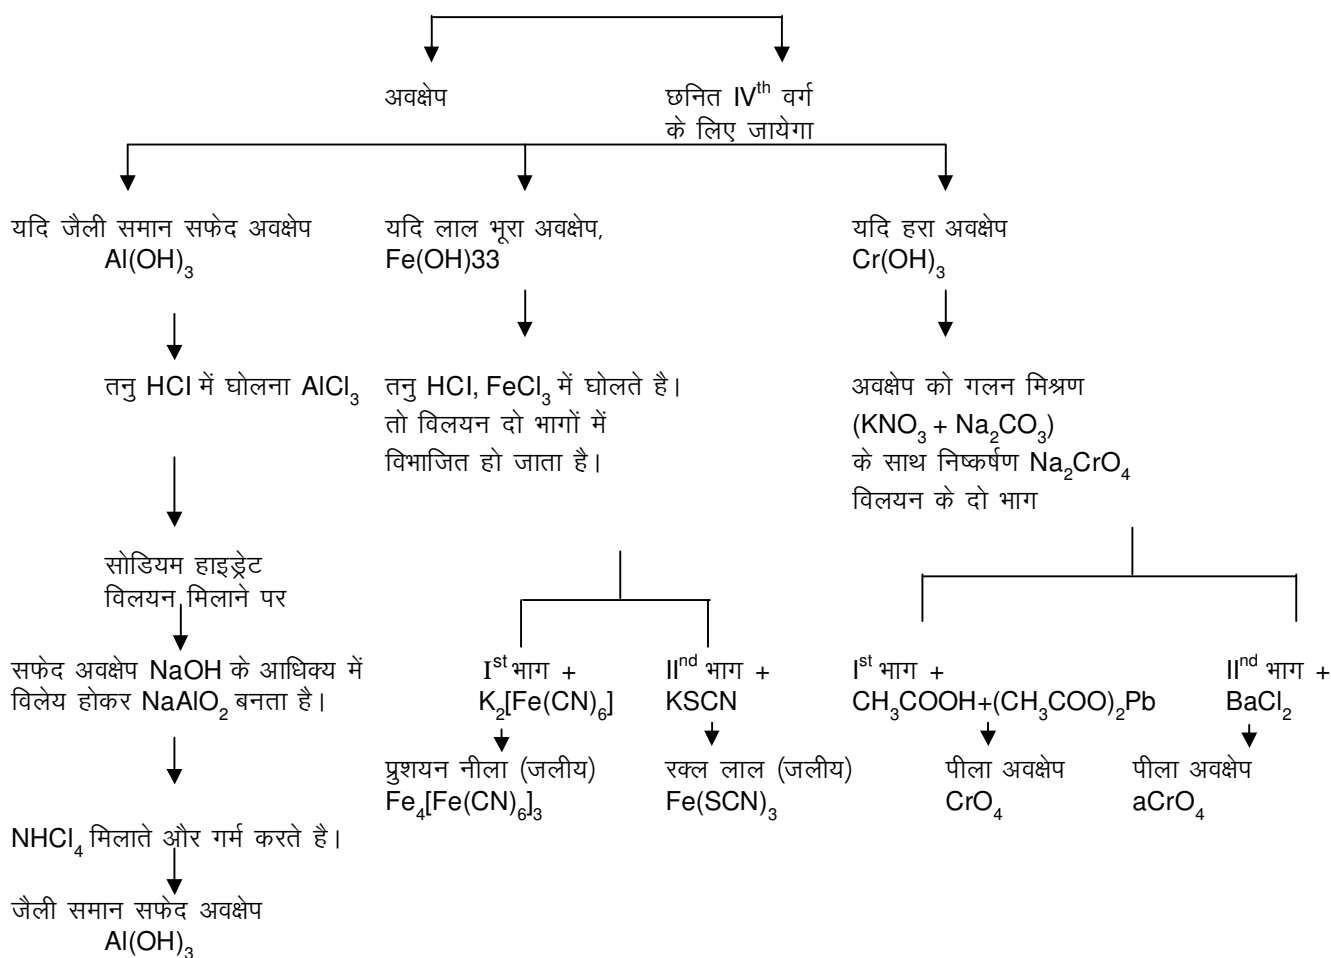 अवक्षेप
छनित IVth वर्ग
के लिए जायेगा
यदि जैली समान सफेद अवक्षेप
Al(OH)3
यदि लाल भूरा अवक्षेप,
Fe(OH)33
यदि हरा अवक्षेप
Cr(OH)3
तनु HCl में घोलना AlCl3
तनु HCl, FeCl3 में घोलते है।
तो विलयन दो भागों में
विभाजित हो जाता है।
अवक्षेप को गलन मिश्रण
(KNO3 + Na2CO3)
के साथ निष्कर्षण Na2CrO4
विलयन के दो भाग
सोडियम हाइड्रेट
विलयन मिलाने पर
सफेद अवक्षेप NaOH के आधिक्य में
विलेय होकर NaAlO2 बनता है।
Ist भाग +
K2[Fe(CN)6]
IInd भाग +
KSCN
Ist भाग +
CH3COOH+(CH3COO)2Pb
IInd भाग +
BaCl2
प्रुशयन नीला (जलीय)
Fe4[Fe(CN)6]3
रक्ल लाल (जलीय)
Fe(SCN)3
पीला अवक्षेप
CrO4
पीला अवक्षेप
aCrO4
NHCl4 मिलाते और गर्म करते है।
जैली समान सफेद अवक्षेप
Al(OH)3